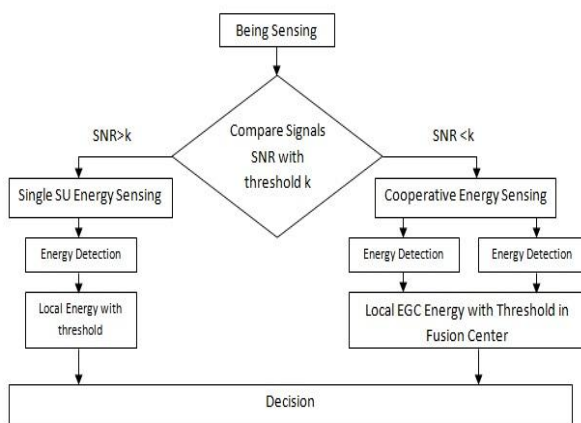 Being Sensing
SNR>k
Compare Signals
SNR with
threshold k
SNR <k
Single SU Energy Sensing
Cooperative Energy Sensing
Energy Detection
Energy Detection
Energy Detection
Local Energy with
threshold
Local EGC Energy with Threshold in
Fusion Center
Decision